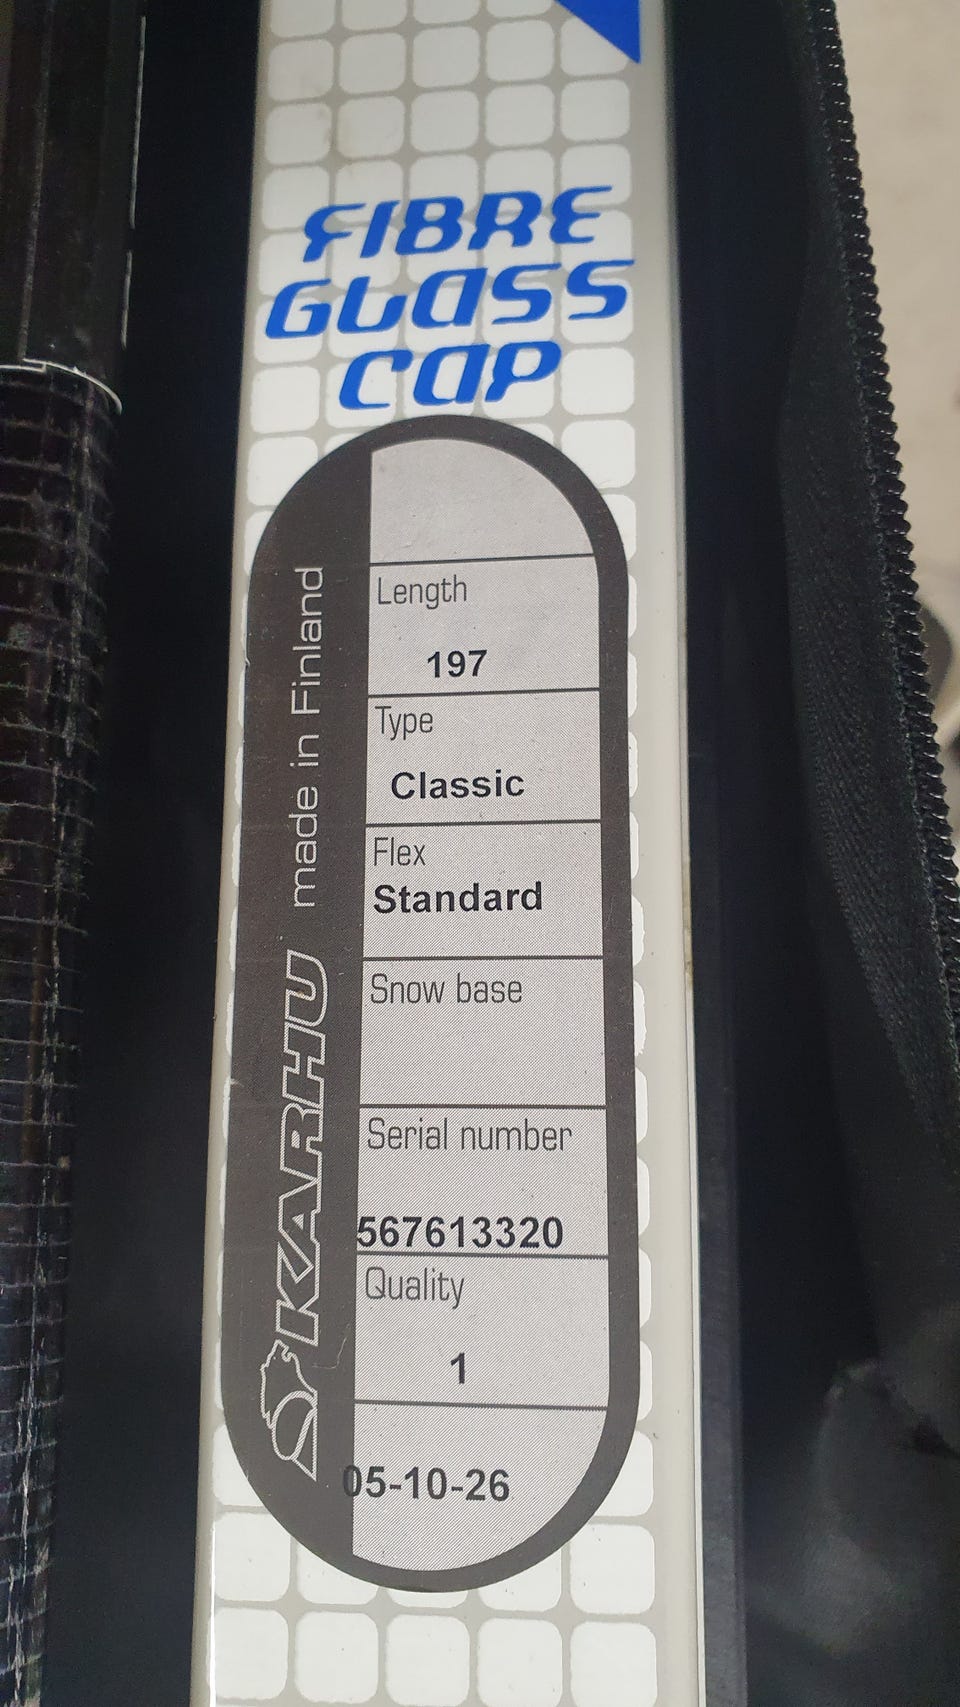 FIBRE
GLASS
CAP
KARHU made in Finland
Length
197
Type
Classic
Flex
Standard
Snow base
Serial number
567613320
Quality
1
05-10-26